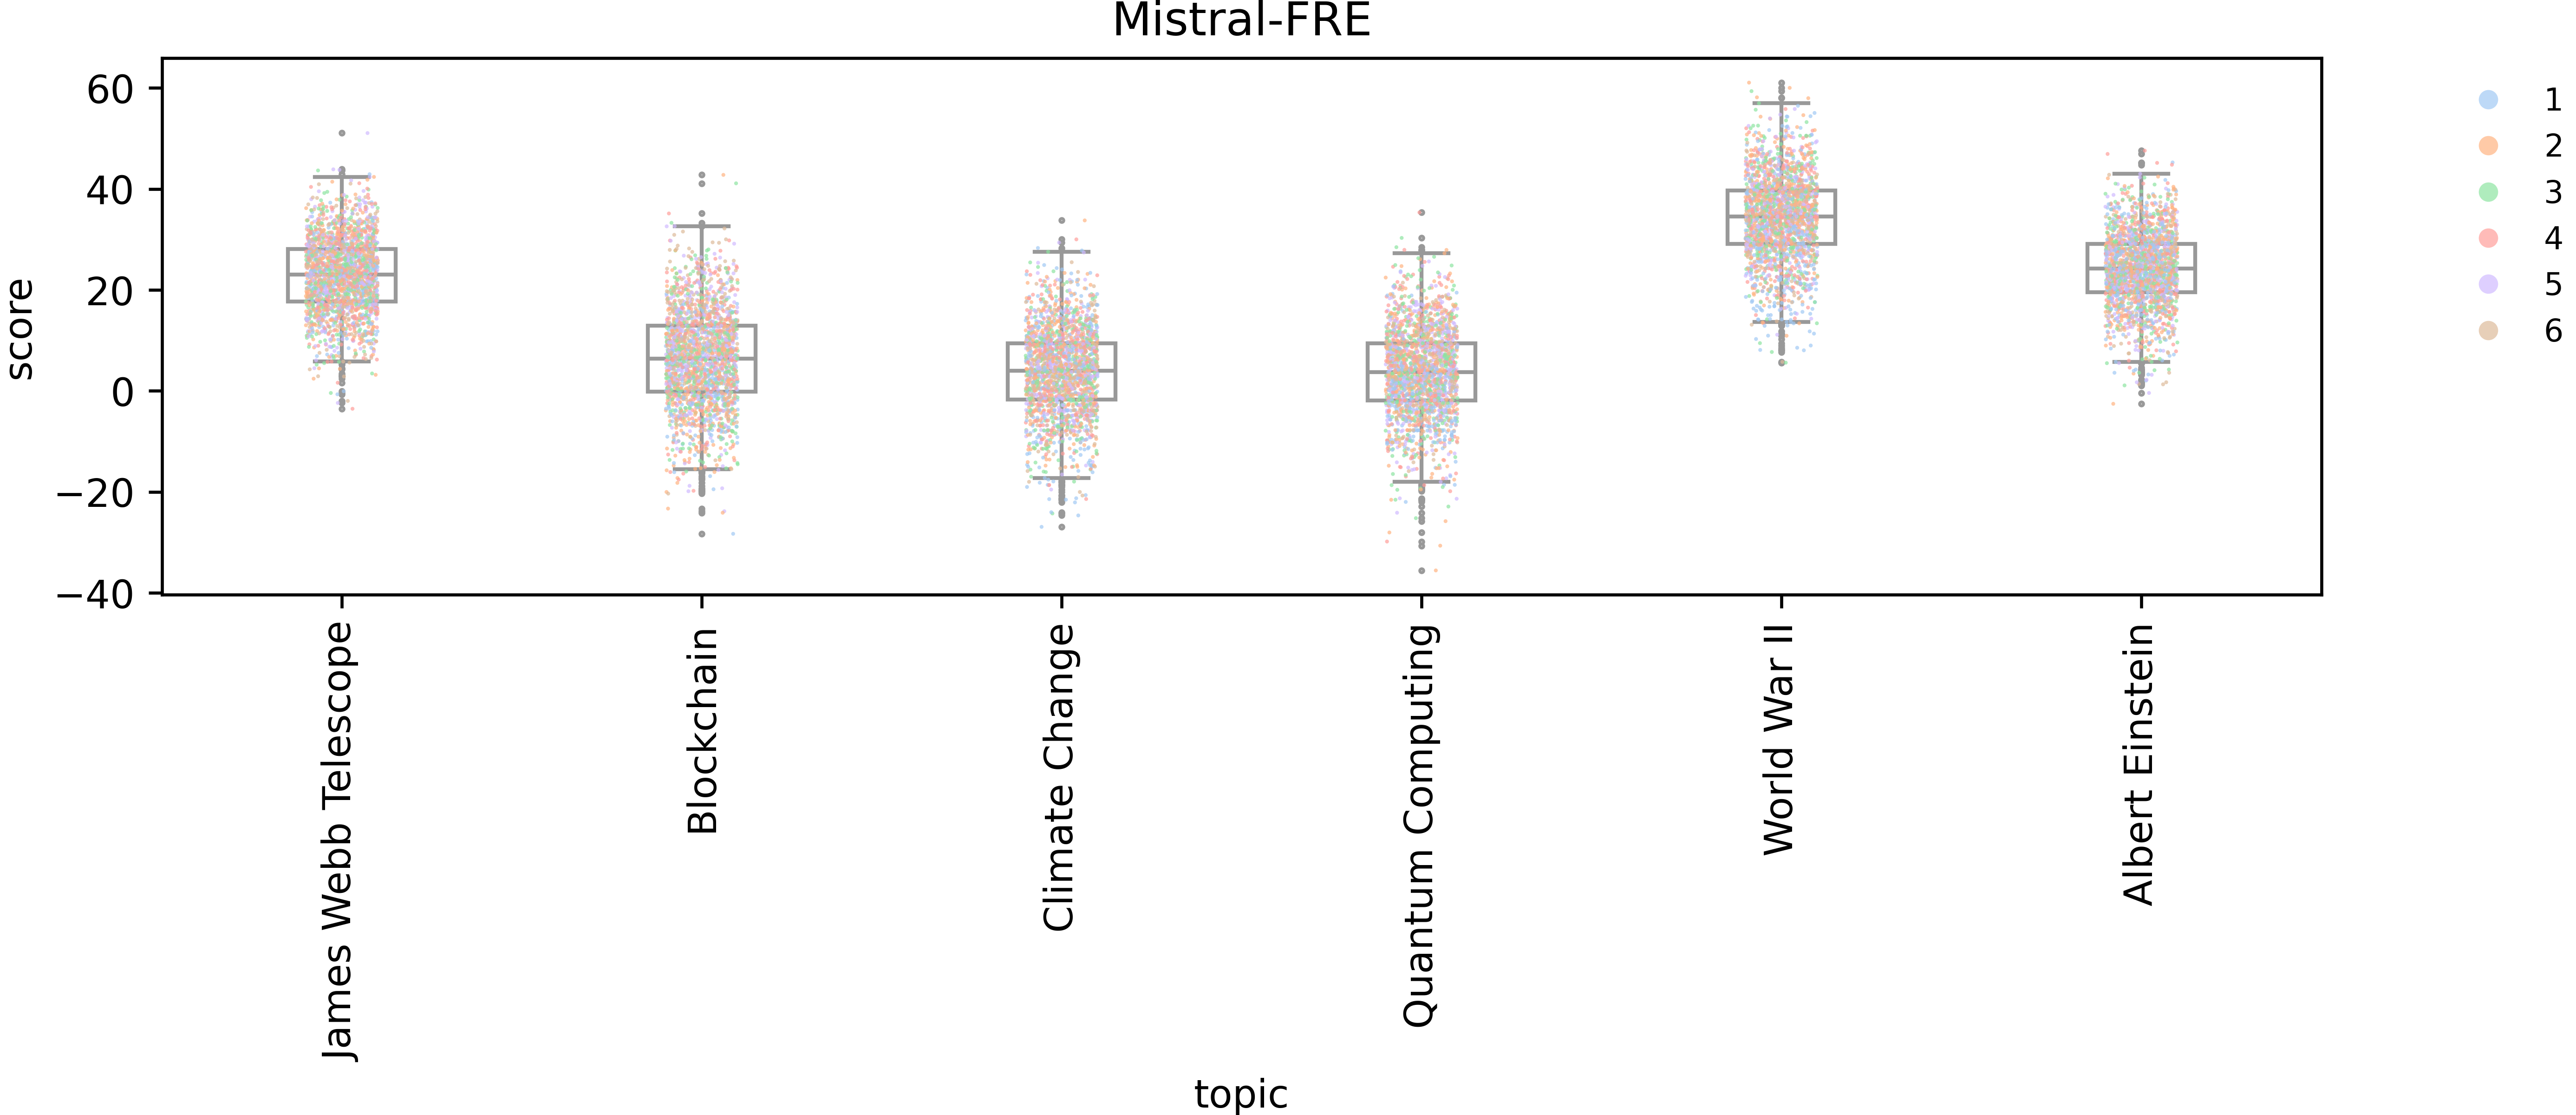 Mistral-FRE
score
60
40
20
0
−20
−40
James Webb Telescope
Blockchain
Climate Change
Quantum Computing
World War II
Albert Einstein
topic
1
2
3
4
5
6